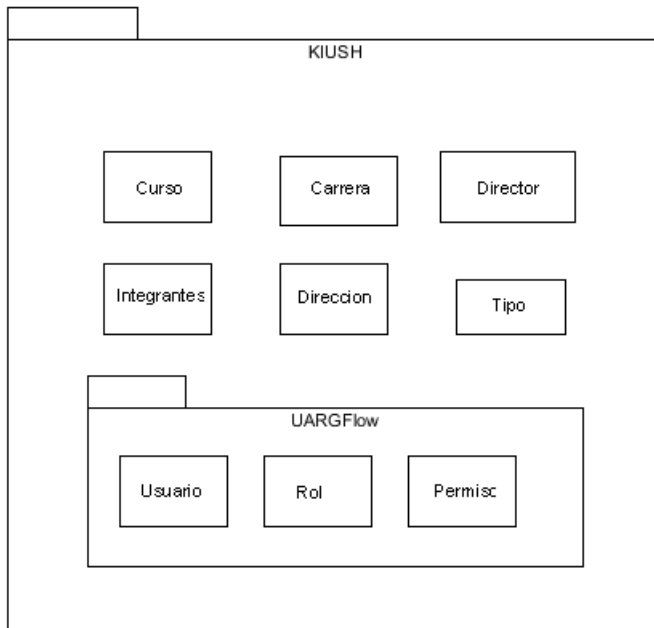 KIUSH
Curso
Carrera
Director
Integrantes
Direccion
Tipo
UARGFlow
Usuario
Rol
Permisc